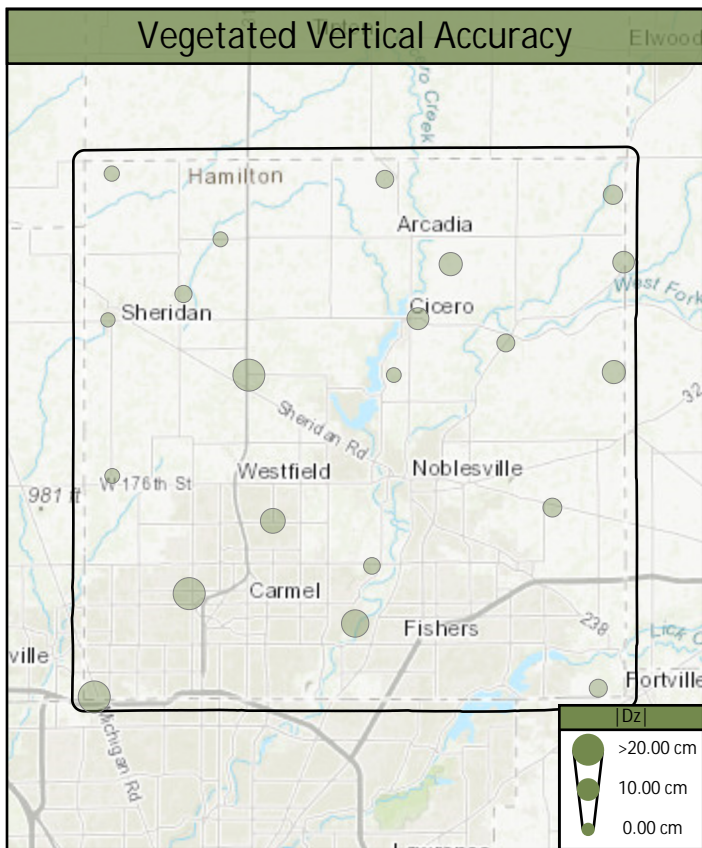 Vegetated Vertical Accuracy
Elwood
Creek
Hamilton
Arcadia
West Fork
Cicero
Sheridan
Sheridan Rd
32
Westfield
Noblesville
W 176th St
981 ft
Carmel
238
Fishers
Lick C
ville
Fortville
Michigan Rd
|Dz|
>20.00 cm
10.00 cm
0.00 cm